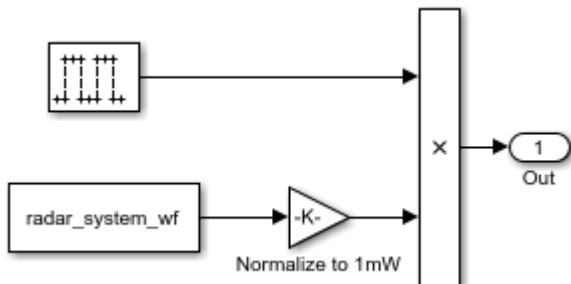 ×
1
Out
radar_system_wf
-K-
Normalize to 1mW